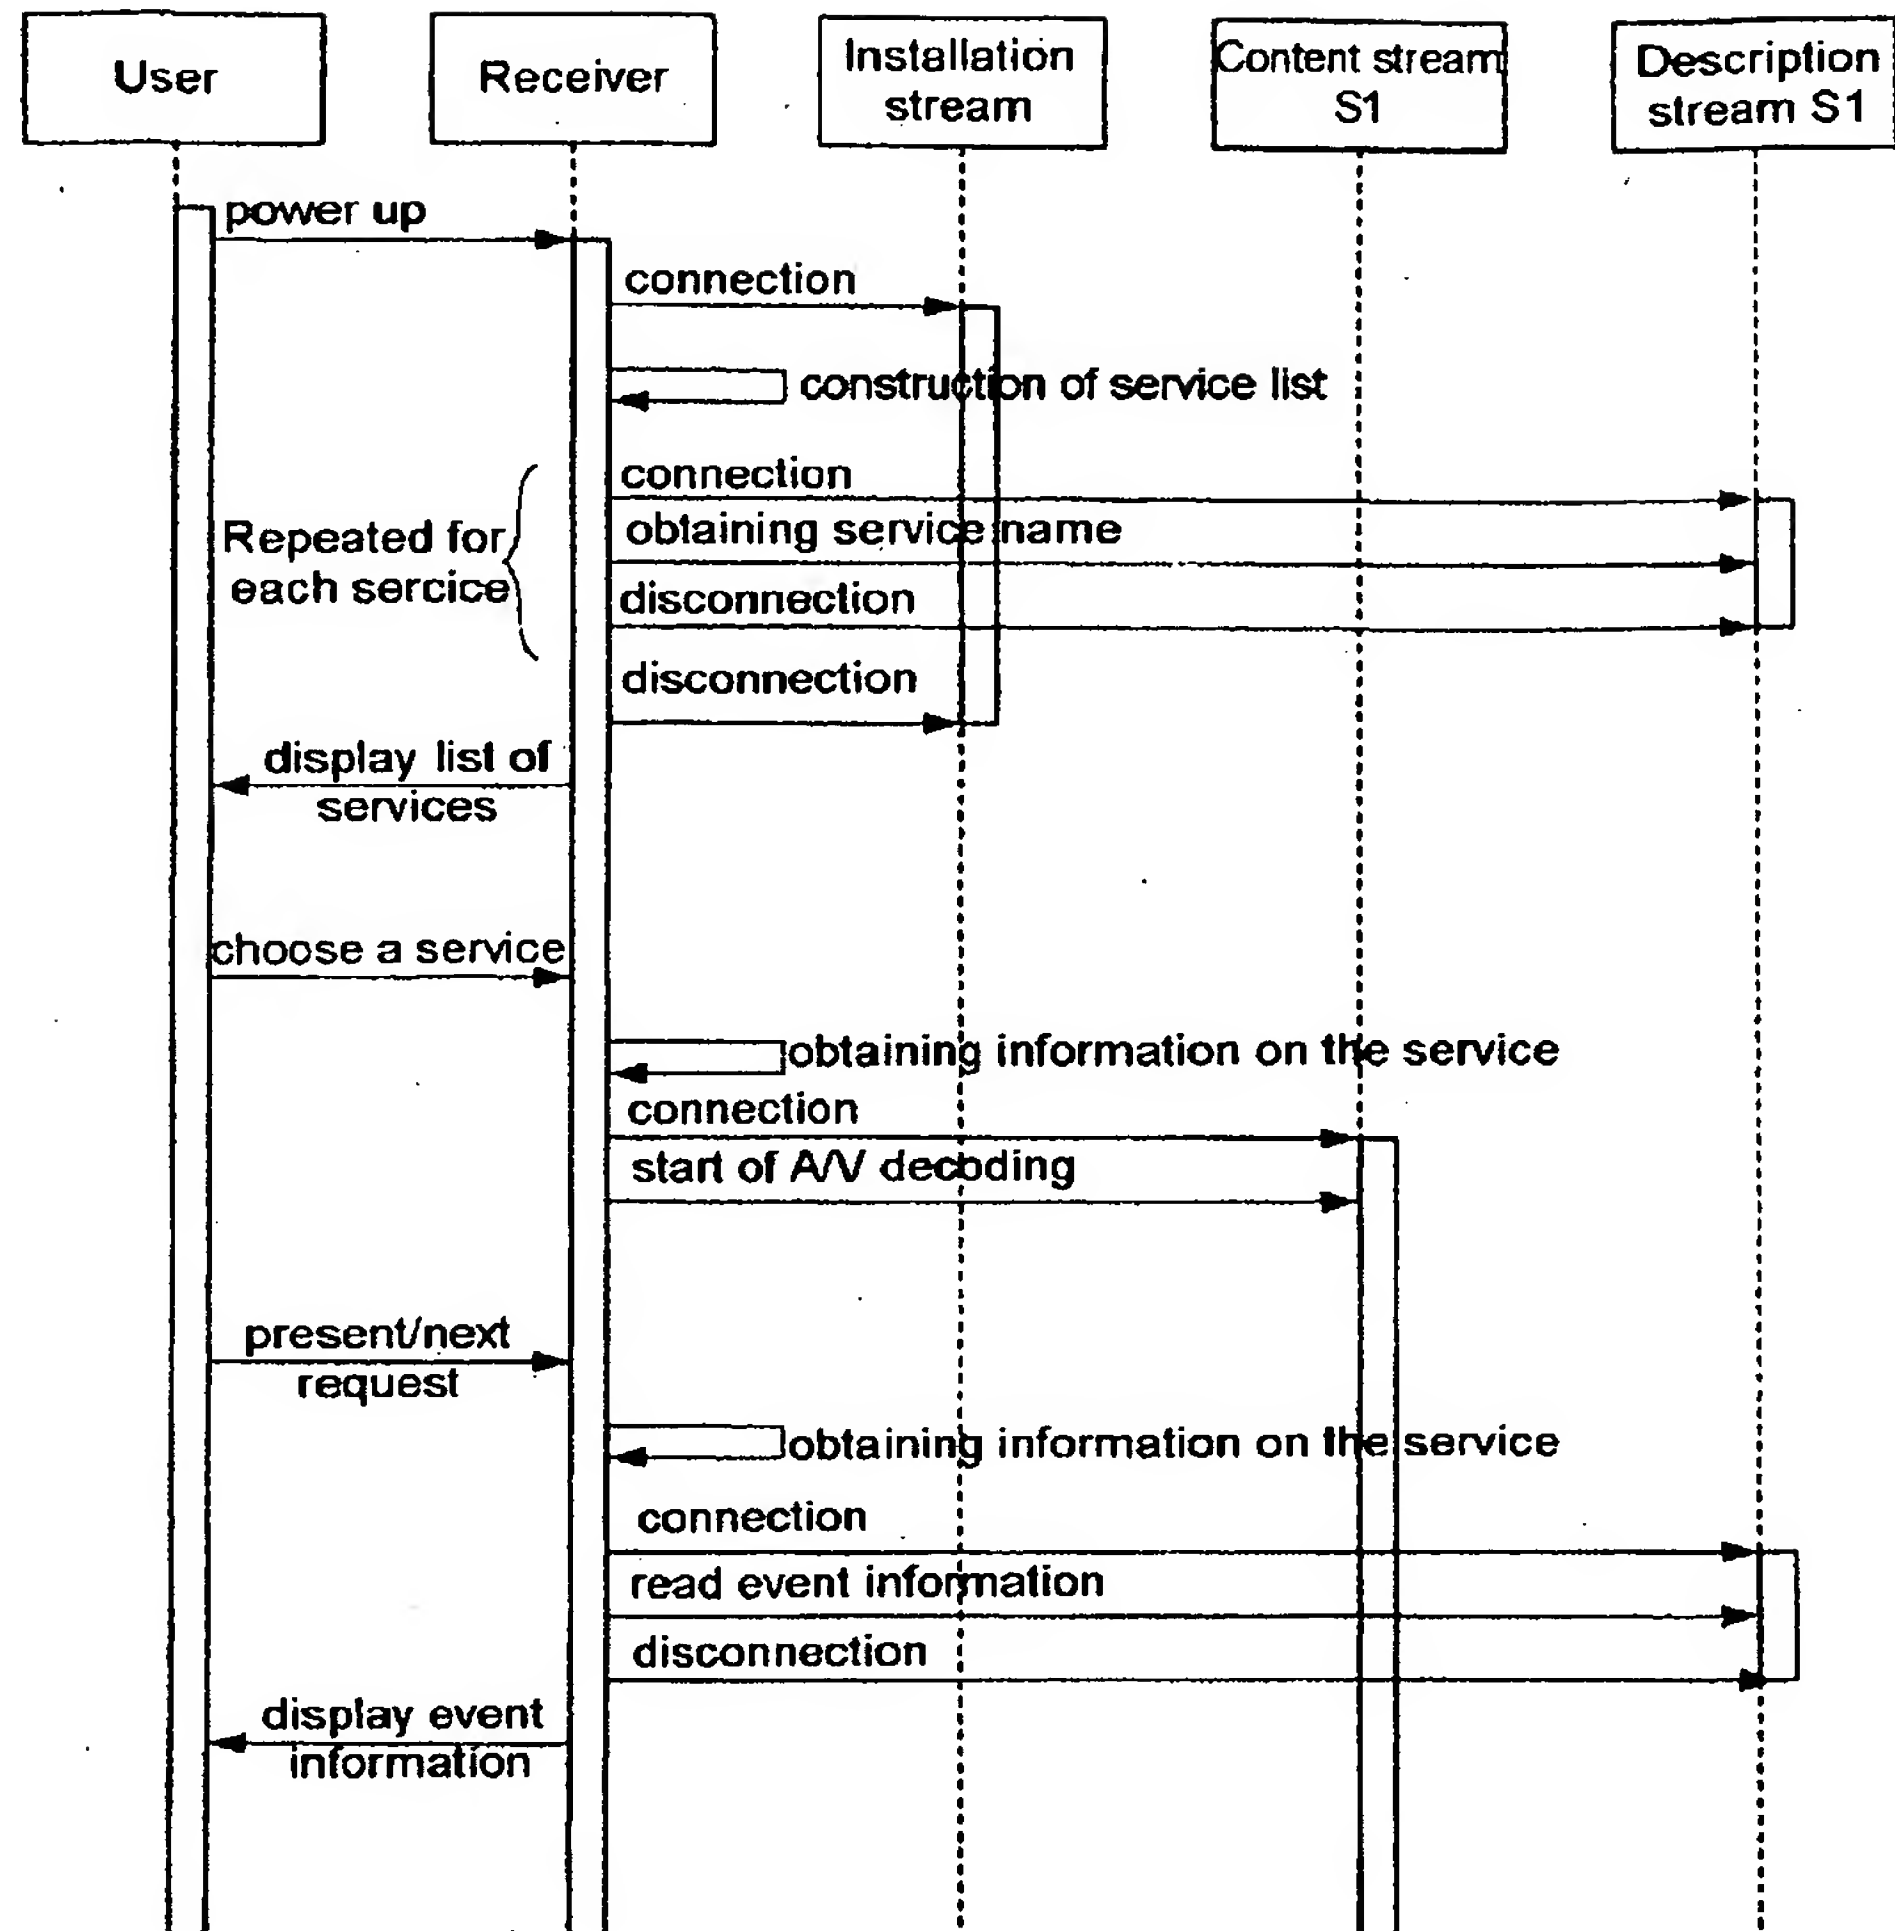 User
Receiver
Installation
stream
Content stream
S1
Description
stream S1
power up
connection
construction of service list
connection
Repeated for
each sercice
obtaining service name
disconnection
disconnection
display list of
services
choose a service
obtaining information on the service
connection
start of A/V decoding
present/next
request
obtaining information on the service
connection
read event information
disconnection
display event
information